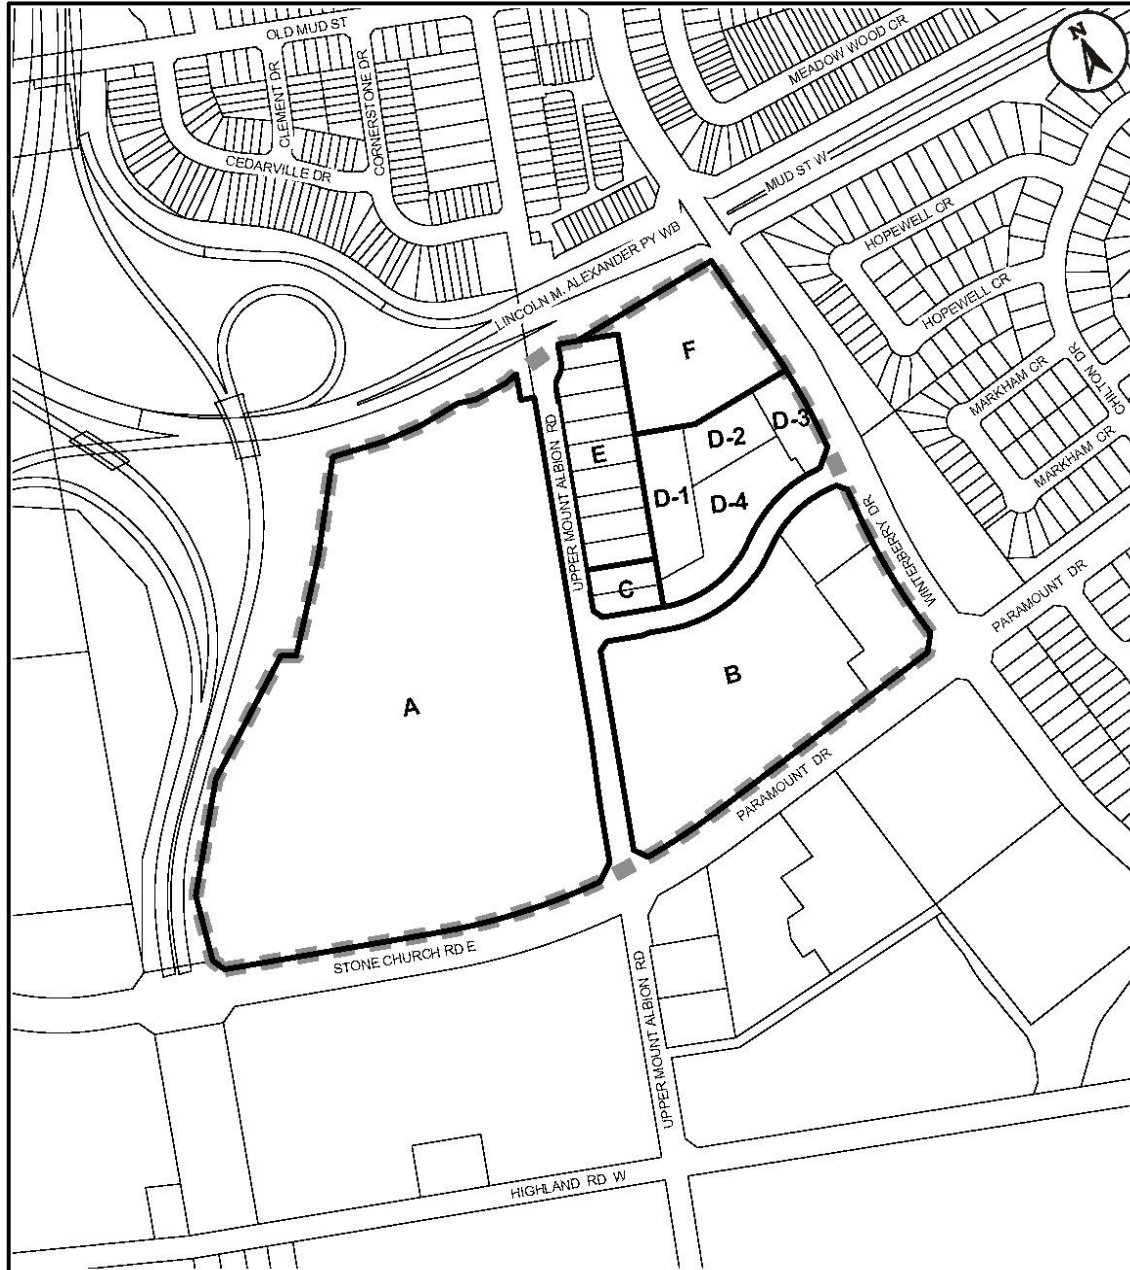 OLD MUD ST
N
CLEMENT DR
CORNERSTONE DR
MEADOW WOOD CR
CEDARVILLE DR
MUD ST W
HOPEWELL CR
LINCOLN M. ALEXANDER PY WB
HOPEWELL CR
F
MARKHAM CR
CHILTON DR
D-3
D-2
UPPER MOUNT ALBION RD
E
MARKHAM CR
D-1
D-4
WINTERBERRY DR
C
PARAMOUNT DR
B
A
PARAMOUNT DR
STONE CHURCH RD E
UPPER MOUNT ALBION RD
HIGHLAND RD W